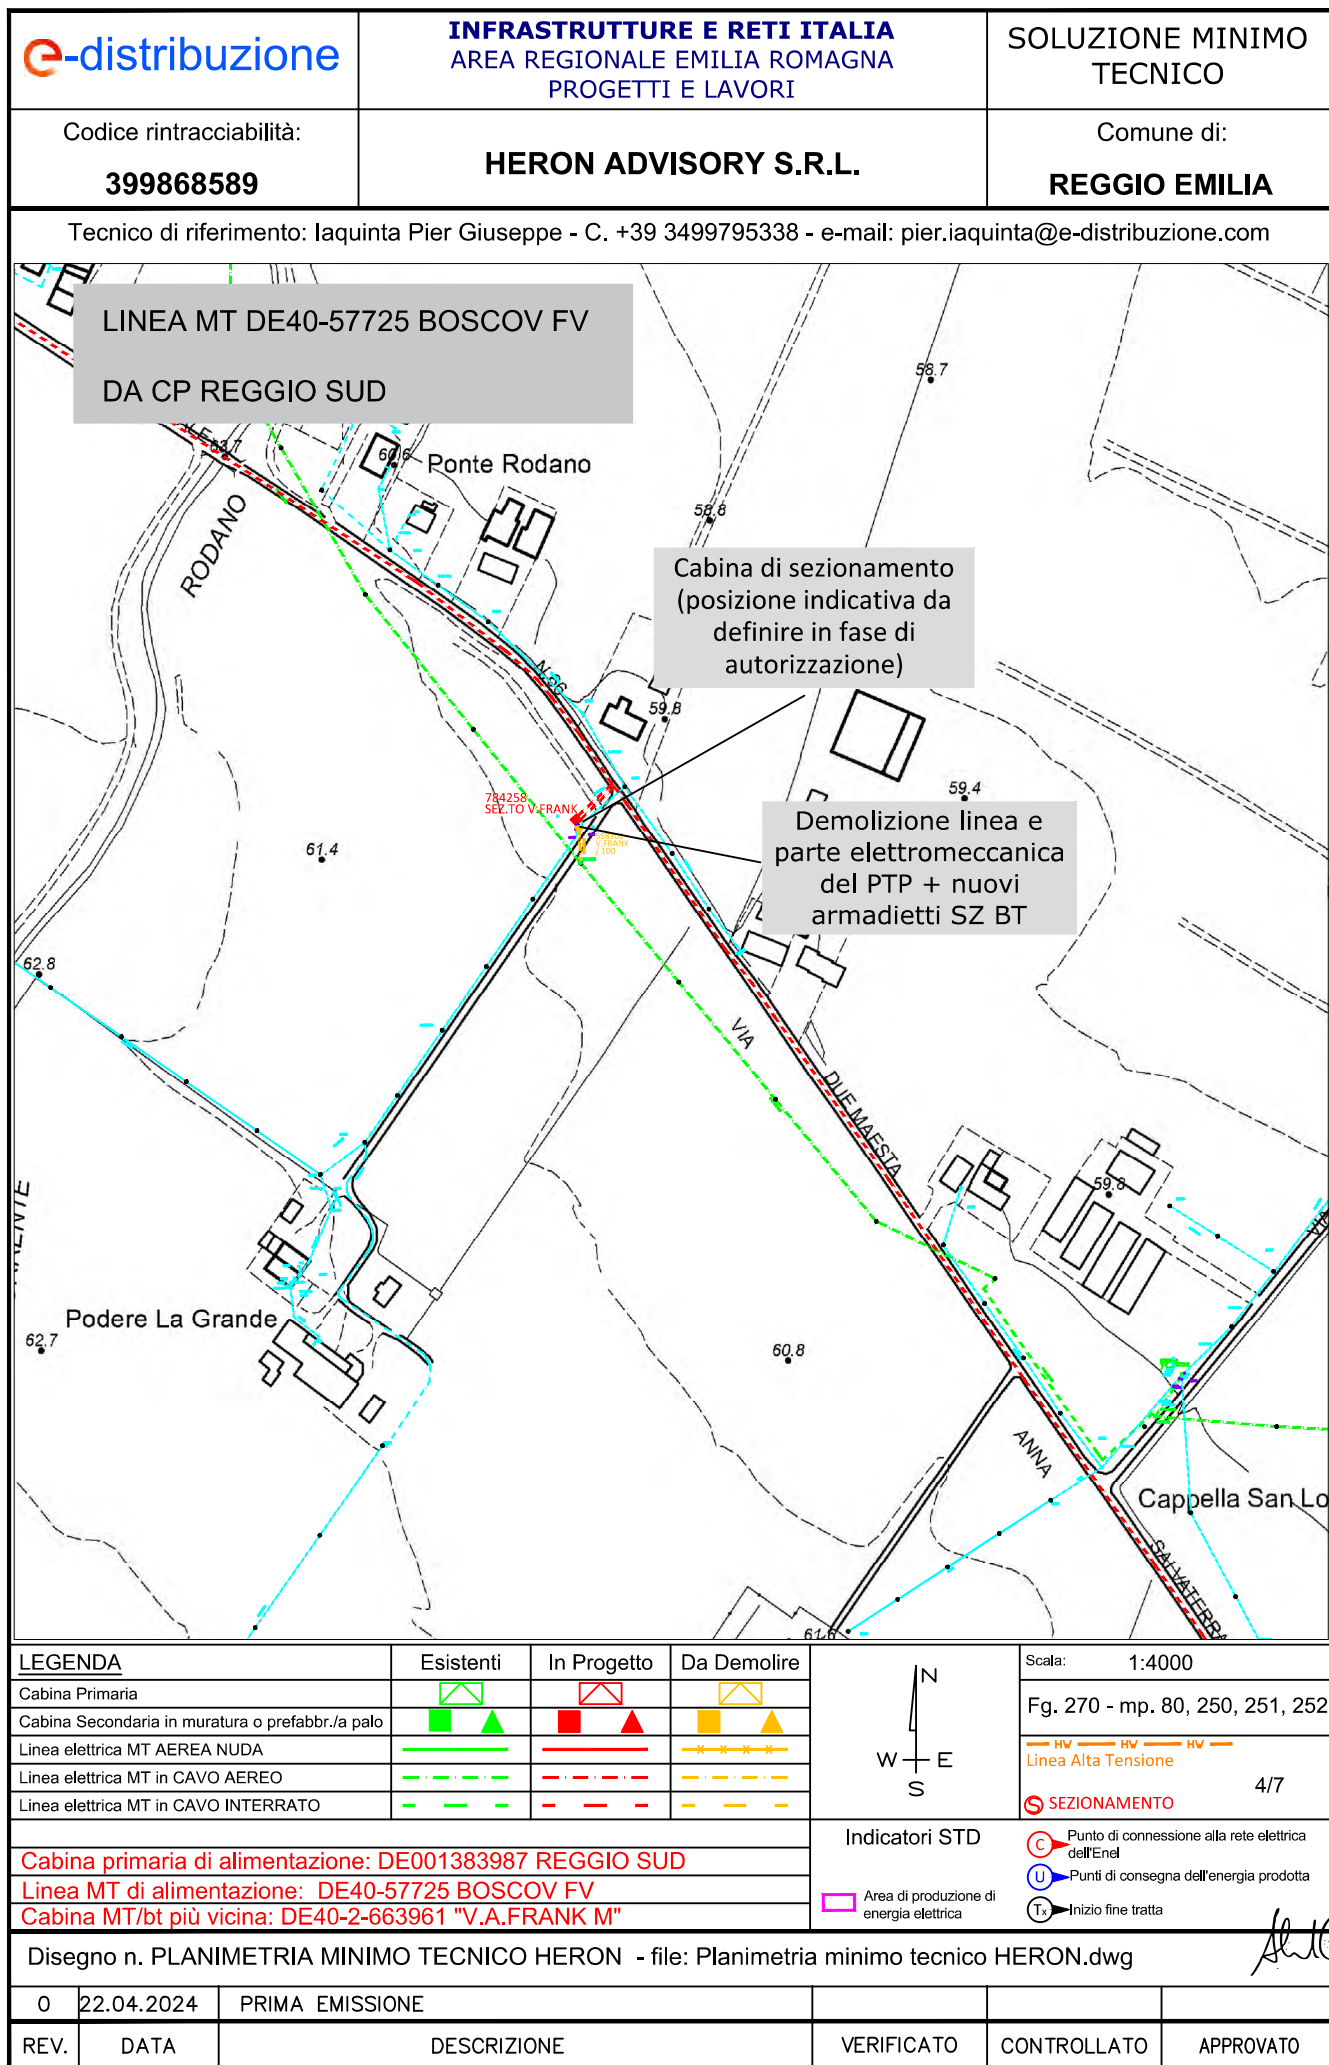 e-distribuzione
INFRASTRUTTURE E RETI ITALIA
AREA REGIONALE EMILIA ROMAGNA
PROGETTI E LAVORI
SOLUZIONE MINIMO
TECNICO
Codice rintracciabilità:
399868589
HERON ADVISORY S.R.L.
Comune di:
REGGIO EMILIA
Tecnico di riferimento: Iaquinta Pier Giuseppe - C. +39 3499795338 - e-mail: pier.iaquinta@e-distribuzione.com
LINEA MT DE40-57725 BOSCOV FV
DA CP REGGIO SUD
58.7
63.7
60.6
Ponte Rodano
RODANO
58.8
Cabina di sezionamento
(posizione indicativa da
definire in fase di
autorizzazione)
59.8
784258
SEZ.TO V.FRANK
V.FRANK
/ 100
59.4
Demolizione linea e
parte elettromeccanica
del PTP + nuovi
armadietti SZ BT
61.4
62.8
VIA
DUE MAESTA
59.8
Podere La Grande
62.7
60.8
ANNA
Cappella San Lo
SALVATERRA
61.6
LEGENDA
Esistenti
In Progetto
Da Demolire
Cabina Primaria
Cabina Secondaria in muratura o prefabbr./a palo
Linea elettrica MT AEREA NUDA
Linea elettrica MT in CAVO AEREO
Linea elettrica MT in CAVO INTERRATO
N
W
E
S
Scala: 1:4000
Fg. 270 - mp. 80, 250, 251, 252
HW HW HW
Linea Alta Tensione
4/7
S SEZIONAMENTO
Cabina primaria di alimentazione: DE001383987 REGGIO SUD
Linea MT di alimentazione: DE40-57725 BOSCOV FV
Cabina MT/bt più vicina: DE40-2-663961 "V.A.FRANK M"
Indicatori STD
Area di produzione di
energia elettrica
C Punto di connessione alla rete elettrica
dell'Enel
U Punti di consegna dell'energia prodotta
Tx Inizio fine tratta
Disegno n. PLANIMETRIA MINIMO TECNICO HERON - file: Planimetria minimo tecnico HERON.dwg
0 22.04.2024 PRIMA EMISSIONE
REV. DATA DESCRIZIONE VERIFICATO CONTROLLATO APPROVATO